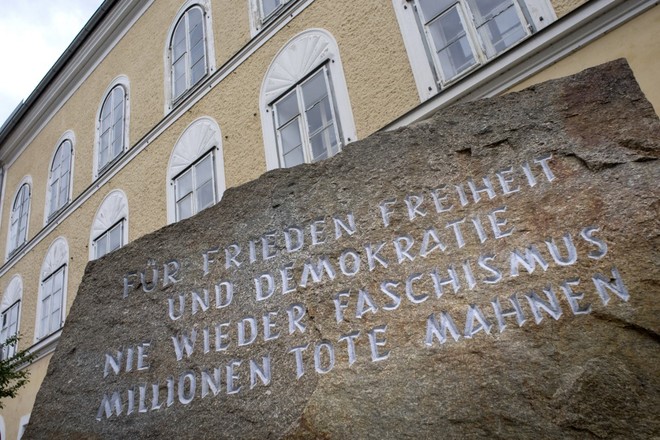 FÜR FRIEDEN FREIHEIT
UND DEMOKRATIE
NIE WIEDER FASCHISMUS
MILLIONEN TOTE MAHNEN